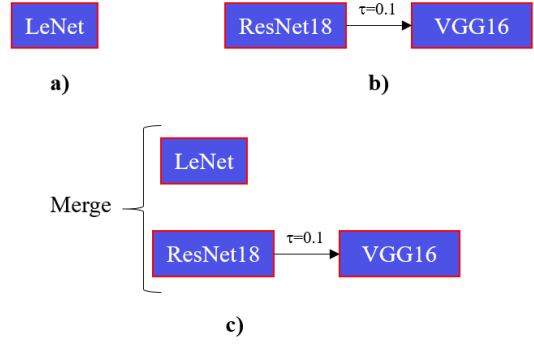 LeNet
a)
ResNet18
τ=0.1
VGG16
b)
Merge
LeNet
ResNet18
τ=0.1
VGG16
c)